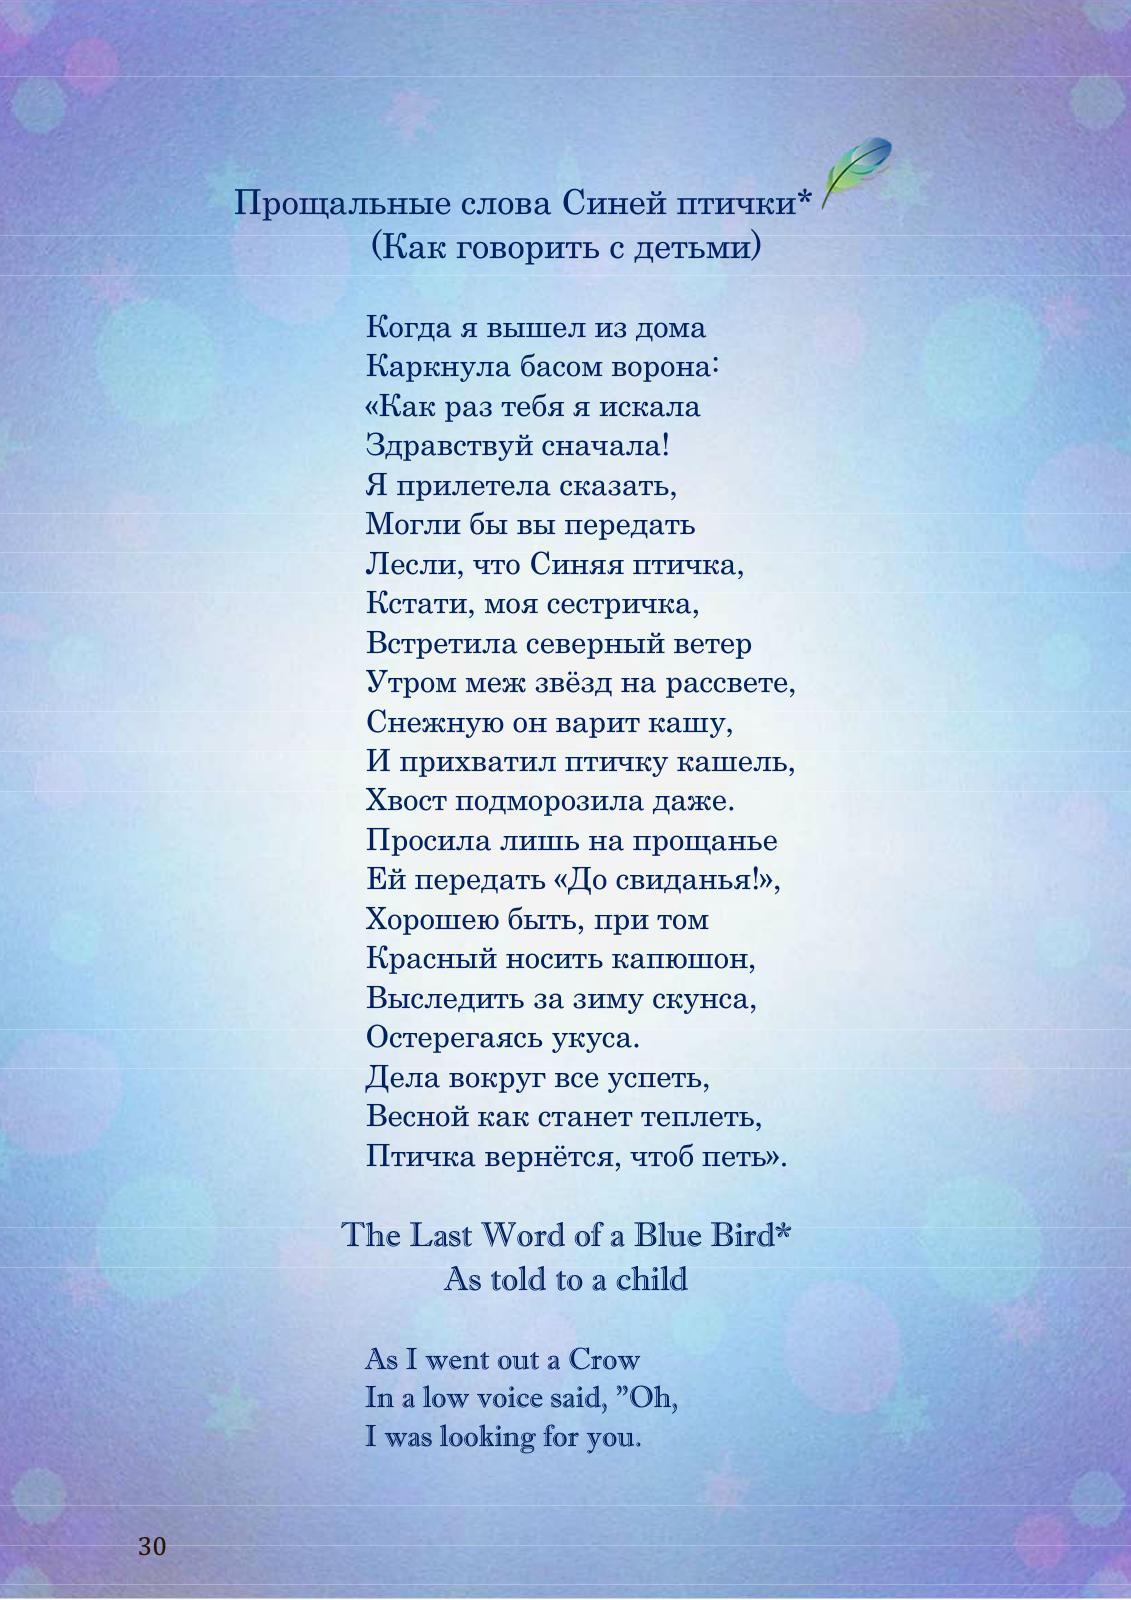 Прощальные слова Синей птички*
(Как говорить с детьми)
Когда я вышел из дома
Каркнула басом ворона:
«Как раз тебя я искала
Здравствуй сначала!
Я прилетела сказать,
Могли бы вы передать
Лесли, что Синяя птичка,
Кстати, моя сестричка,
Встретила северный ветер
Утром меж звёзд на рассвете,
Снежную он варит кашу,
И прихватил птичку кашель,
Хвост подморозила даже.
Просила лишь на прощанье
Ей передать «До свиданья!»,
Хорошею быть, при том
Красный носить капюшон,
Выследить за зиму скунса,
Остерегаясь укуса.
Дела вокруг все успеть,
Весной как станет теплеть,
Птичка вернётся, чтоб петь».
The Last Word of a Blue Bird*
As told to a child
As I went out a Crow
In a low voice said, ”Oh,
I was looking for you.
30